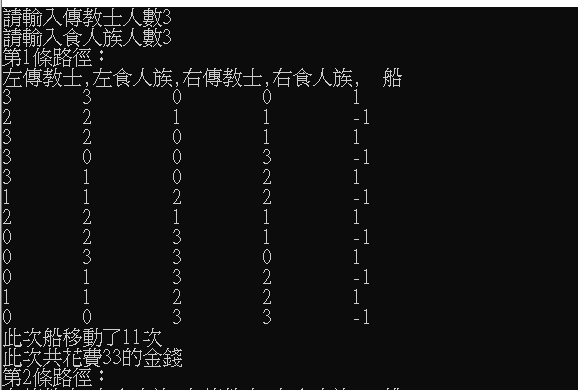 請輸入傳教士人數3
請輸入食人族人數3
第1條路徑：
左傳教士,左食人族,右傳教士,右食人族, 船
3 3 0 0 1
2 2 1 1 -1
3 2 0 1 1
3 0 0 3 -1
3 1 0 2 1
1 1 2 2 -1
2 2 1 1 1
0 2 3 1 -1
0 3 3 0 1
0 1 3 2 -1
1 1 2 2 1
0 0 3 3 -1
此次船移動了11次
此次共花費33的金錢
第2條路徑：